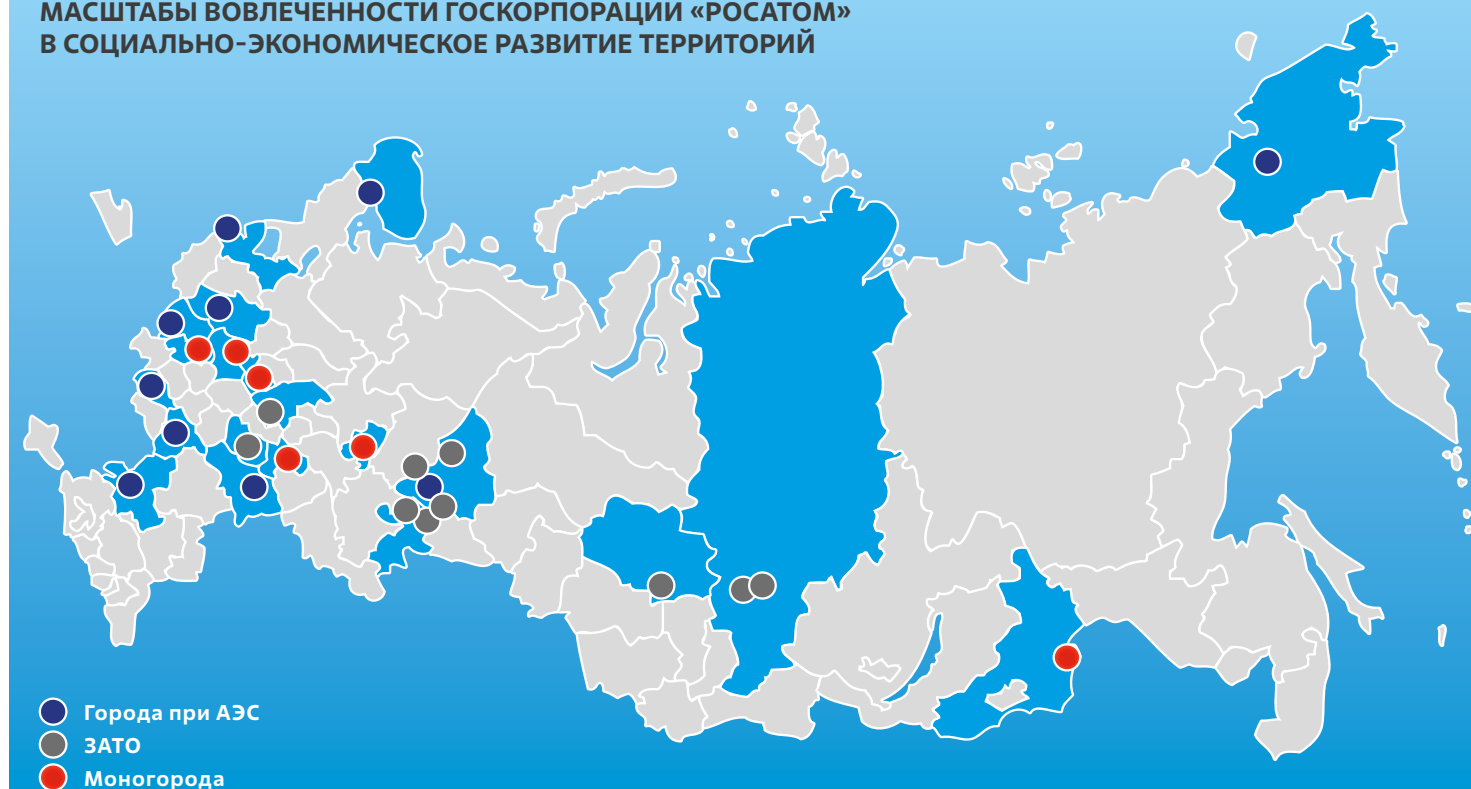 МАСШТАБЫ ВОВЛЕЧЕННОСТИ ГОСКОРПОРАЦИИ «РОСАТОМ»
В СОЦИАЛЬНО-ЭКОНОМИЧЕСКОЕ РАЗВИТИЕ ТЕРРИТОРИЙ
Города при АЭС
ЗАТО
Моногорода